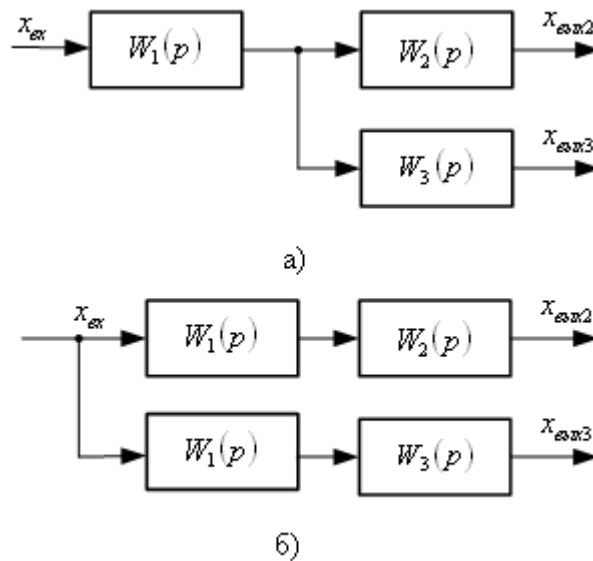 x_вх W₁(p) W₂(p) x_вых2
W₃(p) x_вых3
а)
x_вх W₁(p) W₂(p) x_вых2
W₁(p) W₃(p) x_вых3
б)